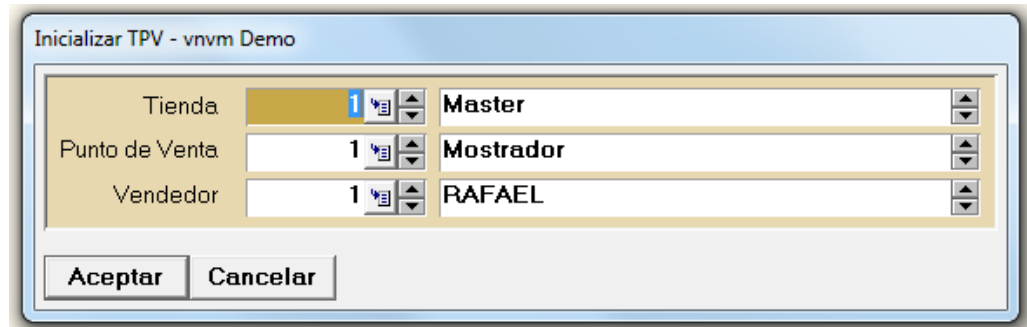 Inicializar TPV - vnvm Demo
Tienda 1 Master
Punto de Venta 1 Mostrador
Vendedor 1 RAFAEL
Aceptar Cancelar